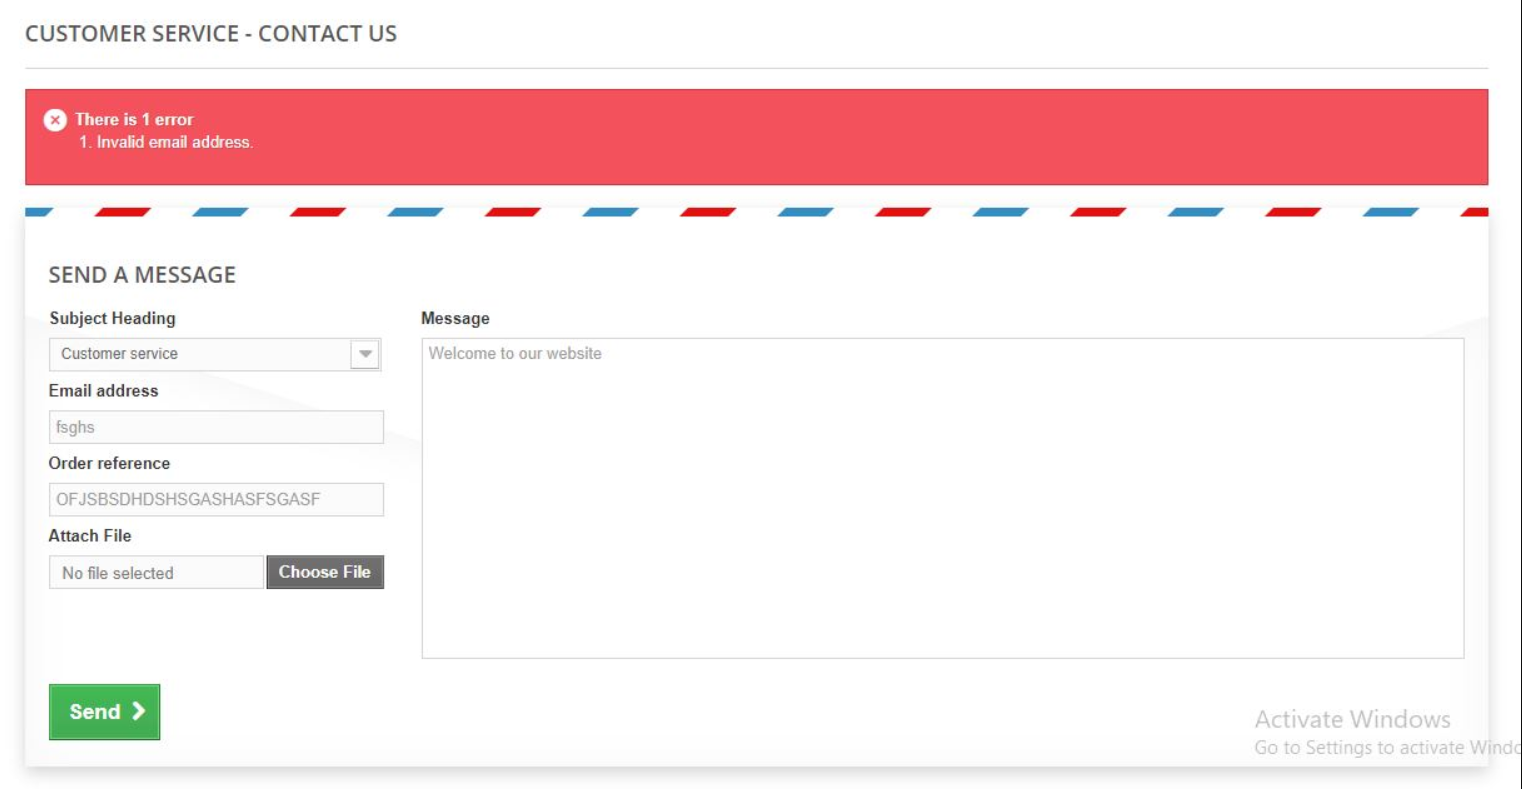 CUSTOMER SERVICE - CONTACT US
There is 1 error
1. Invalid email address.
SEND A MESSAGE
Subject Heading
Customer service
Email address
fsghs
Order reference
OFJSBSDHDSHSGASHASFSGASF
Attach File
No file selected
Choose File
Message
Welcome to our website
Send
Activate Windows
Go to Settings to activate Windo